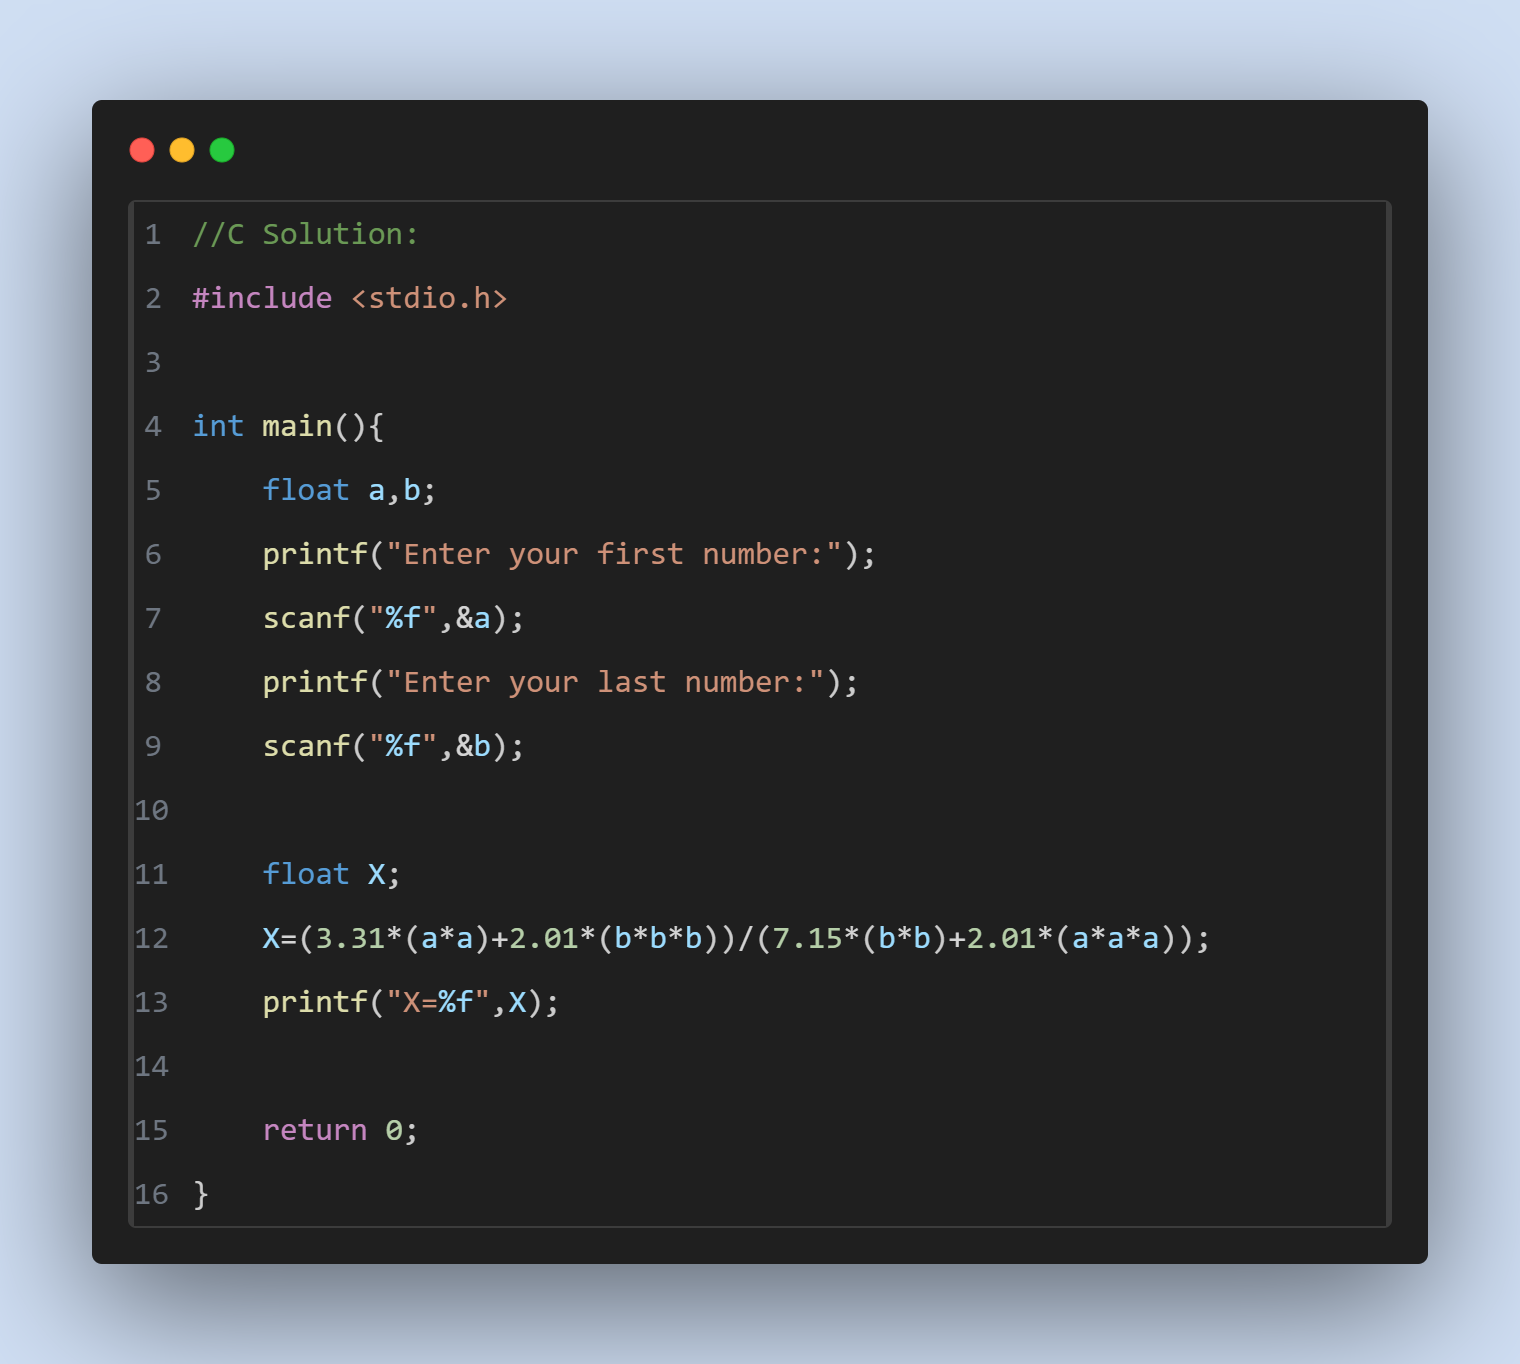 1 //C Solution:
2 #include <stdio.h>
3
4 int main(){
5     float a,b;
6     printf("Enter your first number:");
7     scanf("%f",&a);
8     printf("Enter your last number:");
9     scanf("%f",&b);
10
11     float X;
12     X=(3.31*(a*a)+2.01*(b*b*b))/(7.15*(b*b)+2.01*(a*a*a));
13     printf("X=%f",X);
14
15     return 0;
16 }